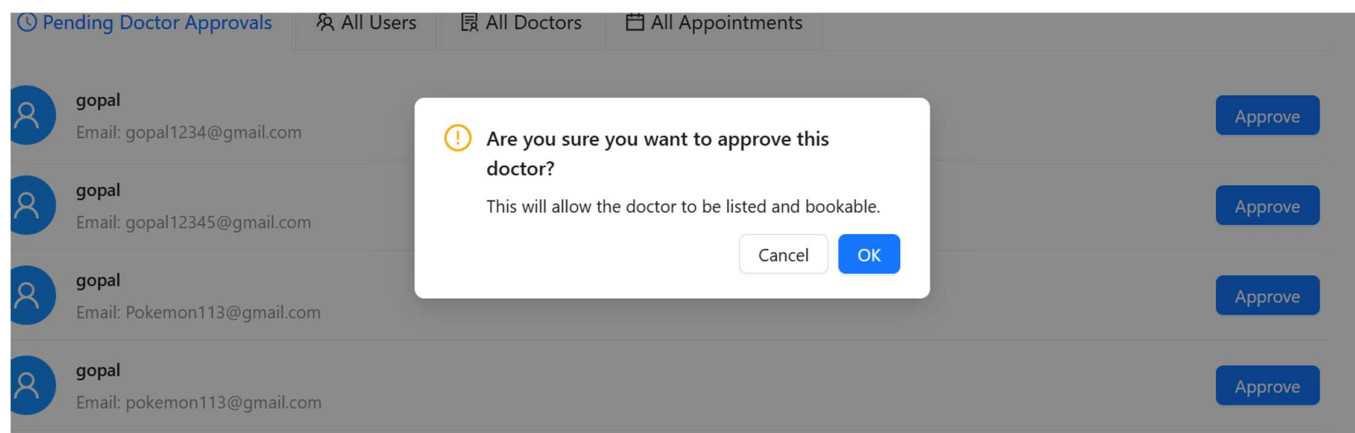 Pending Doctor Approvals All Users All Doctors All Appointments
gopal
Email: gopal1234@gmail.com
Approve
gopal
Email: gopal12345@gmail.com
Approve
gopal
Email: Pokemon113@gmail.com
Approve
gopal
Email: pokemon113@gmail.com
Approve
Are you sure you want to approve this
doctor?
This will allow the doctor to be listed and bookable.
Cancel OK